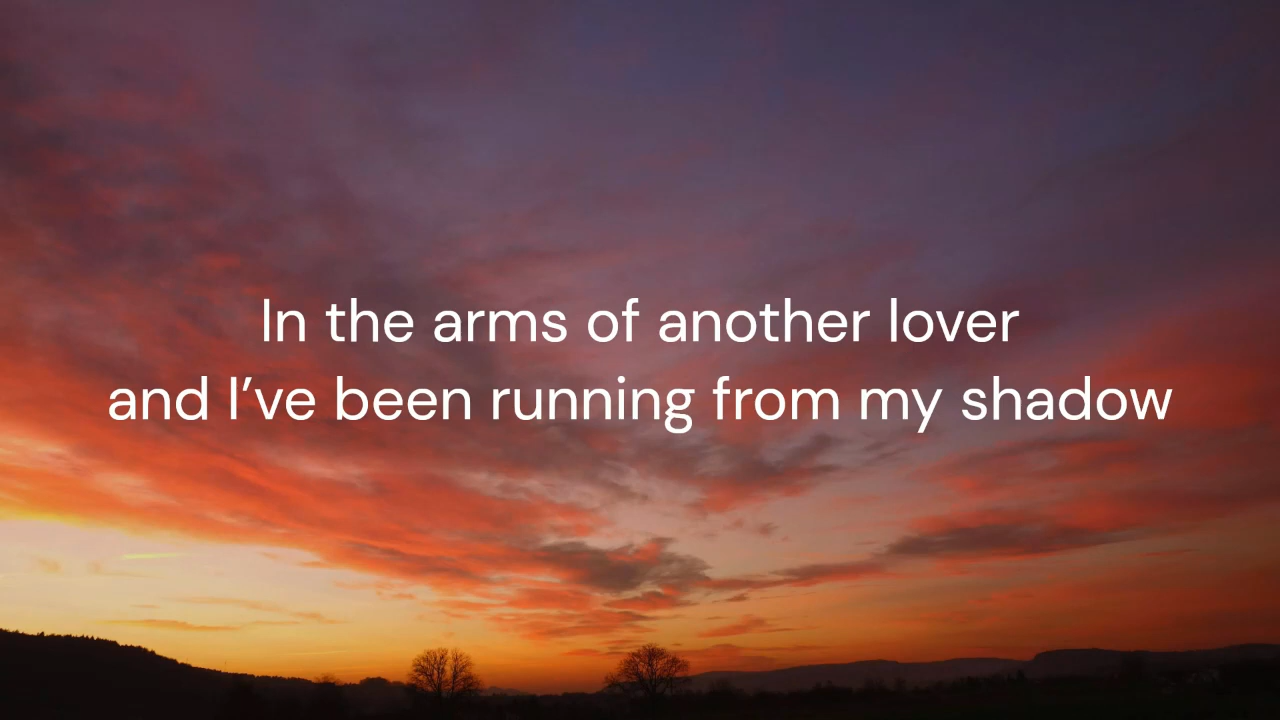 In the arms of another lover
and I’ve been running from my shadow